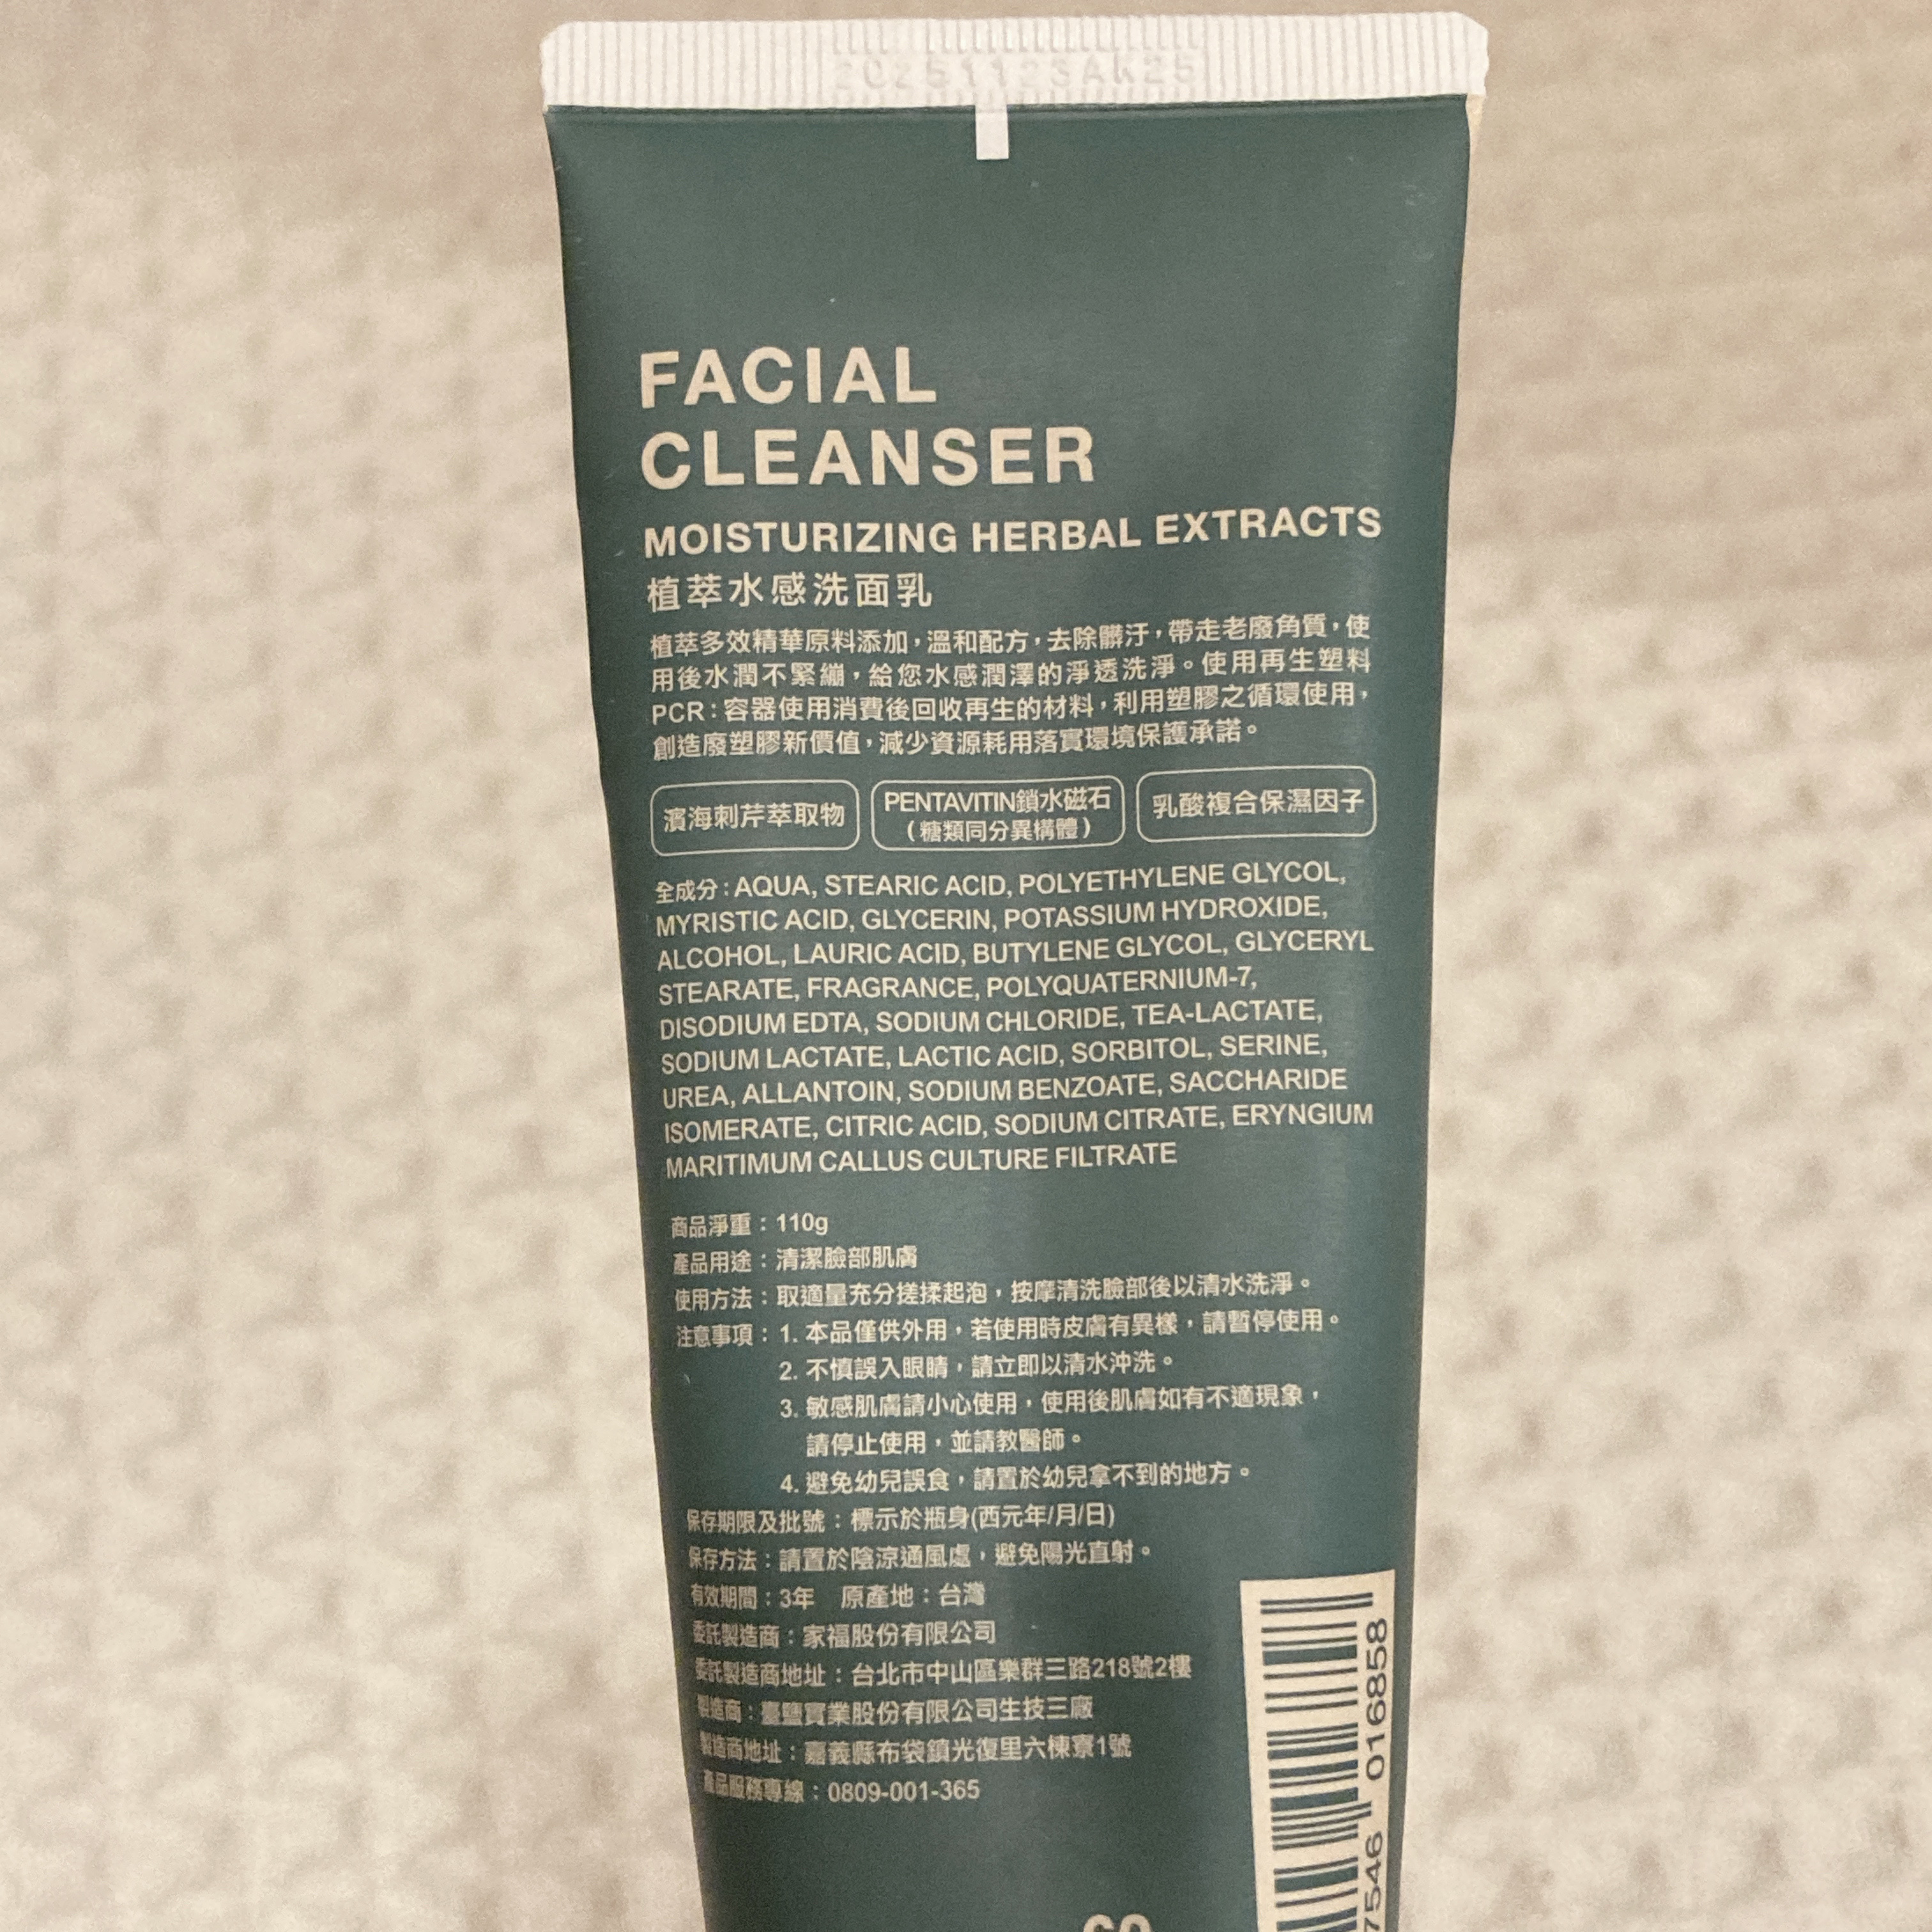 20251123AK25
FACIAL
CLEANSER
MOISTURIZING HERBAL EXTRACTS
植萃水感洗面乳
植萃多效精華原料添加，溫和配方，去除髒汙，帶走老廢角質，使
用後水潤不緊繃，給您水感潤澤的淨透洗淨。使用再生塑料
PCR：容器使用消費後回收再生的材料，利用塑膠之循環使用，
創造廢塑膠新價值，減少資源耗用落實環境保護承諾。
濱海刺芹萃取物
PENTAVITIN鎖水磁石
（糖類同分異構體）
乳酸複合保濕因子
全成分：AQUA, STEARIC ACID, POLYETHYLENE GLYCOL,
MYRISTIC ACID, GLYCERIN, POTASSIUM HYDROXIDE,
ALCOHOL, LAURIC ACID, BUTYLENE GLYCOL, GLYCERYL
STEARATE, FRAGRANCE, POLYQUATERNIUM-7,
DISODIUM EDTA, SODIUM CHLORIDE, TEA-LACTATE,
SODIUM LACTATE, LACTIC ACID, SORBITOL, SERINE,
UREA, ALLANTOIN, SODIUM BENZOATE, SACCHARIDE
ISOMERATE, CITRIC ACID, SODIUM CITRATE, ERYNGIUM
MARITIMUM CALLUS CULTURE FILTRATE
商品淨重：110g
產品用途：清潔臉部肌膚
使用方法：取適量充分搓揉起泡，按摩清洗臉部後以清水洗淨。
注意事項：1. 本品僅供外用，若使用時皮膚有異樣，請暫停使用。
2. 不慎誤入眼睛，請立即以清水沖洗。
3. 敏感肌膚請小心使用，使用後肌膚如有不適現象，
請停止使用，並請教醫師。
4. 避免幼兒誤食，請置於幼兒拿不到的地方。
保存期限及批號：標示於瓶身(西元年/月/日)
保存方法：請置於陰涼通風處，避免陽光直射。
有效期間：3年　原產地：台灣
委託製造商：家福股份有限公司
委託製造商地址：台北市中山區樂群三路218號2樓
製造商：臺鹽實業股份有限公司生技三廠
製造商地址：嘉義縣布袋鎮光復里六棟寮1號
產品服務專線：0809-001-365
7546 016858